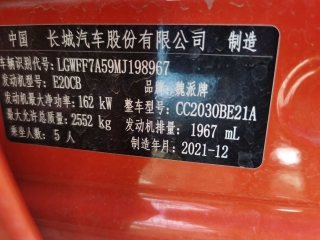 中国 长城汽车股份有限公司 制造
车辆识别代号: LGWFF7A59MJ198967
发动机型号: E20CB 品牌: 魏派牌
发动机最大净功率: 162 kW 整车型号: CC2030BE21A
最大允许总质量: 2552 kg 发动机排量: 1967 mL
乘坐人数: 5 人 制造年月: 2021-12